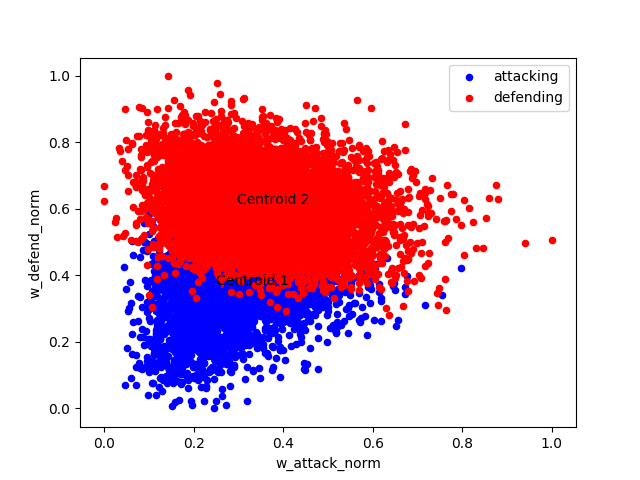 attacking
defending
1.0
0.8
0.6
0.4
0.2
0.0
w_defend_norm
Centroid 2
Centroid 1
0.0 0.2 0.4 0.6 0.8 1.0
w_attack_norm